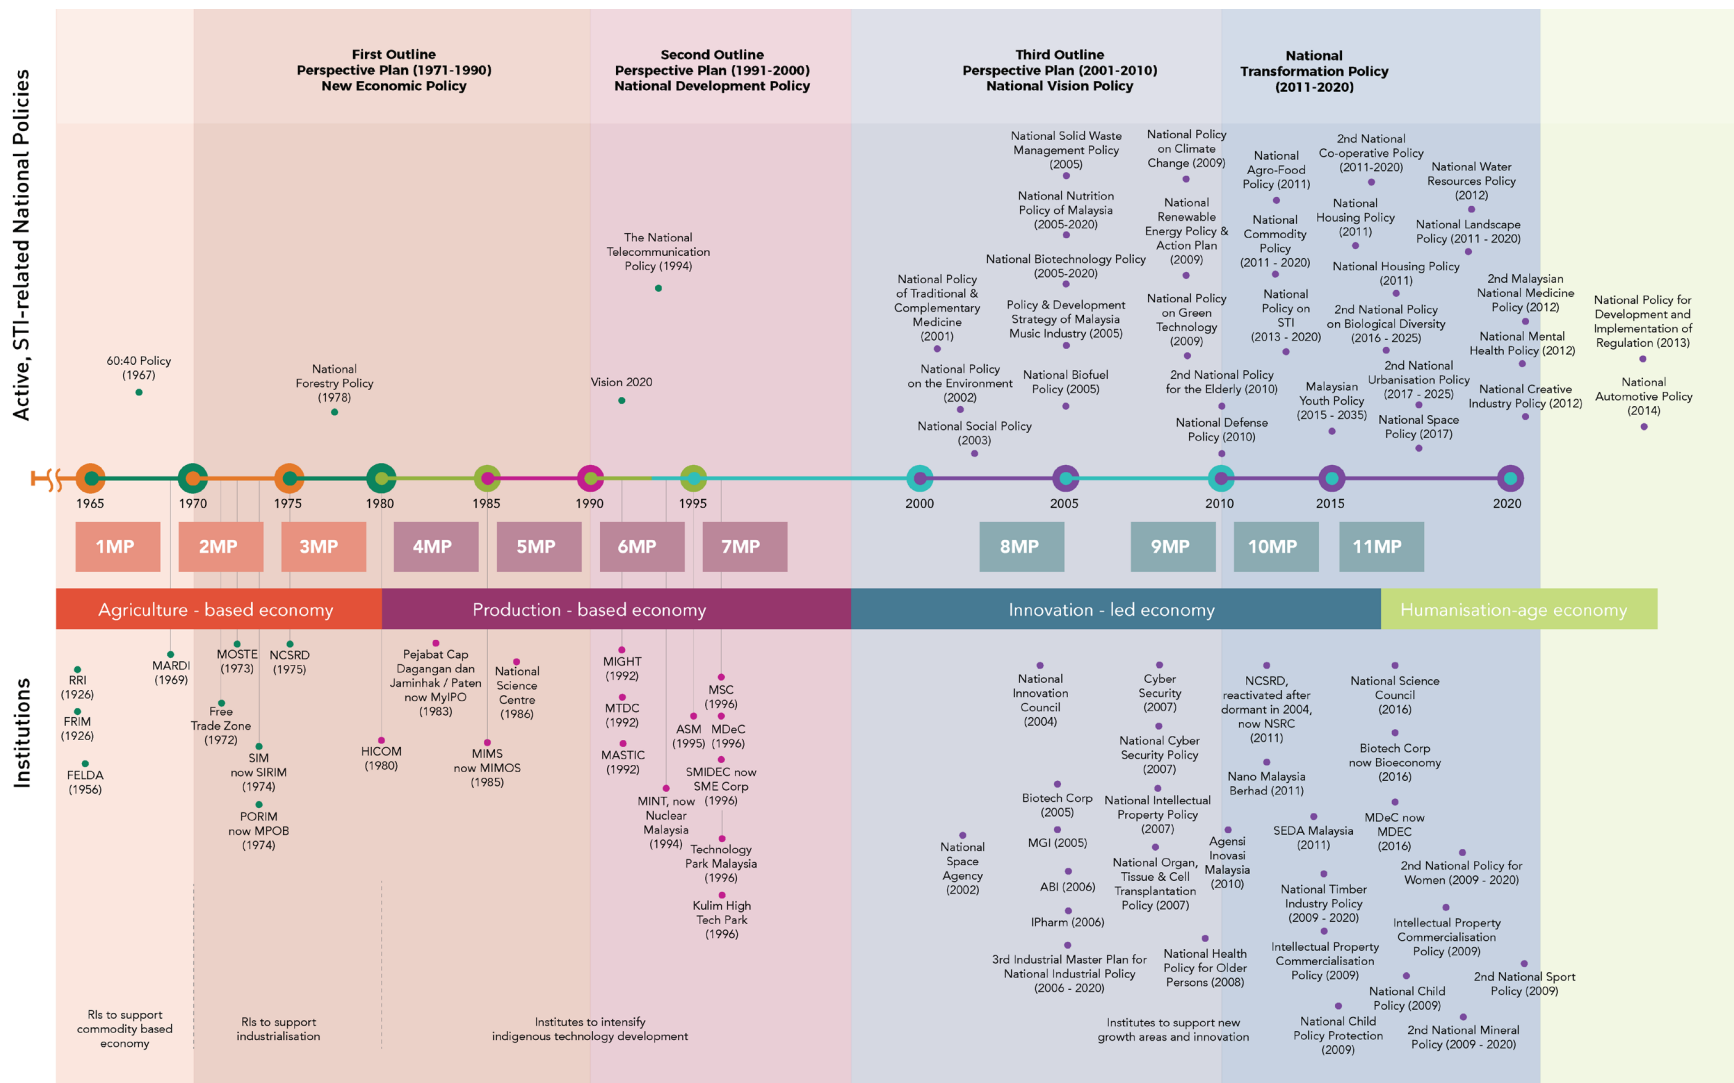 Active, STI-related National Policies
First Outline
Perspective Plan (1971-1990)
New Economic Policy
Second Outline
Perspective Plan (1991-2000)
National Development Policy
Third Outline
Perspective Plan (2001-2010)
National Vision Policy
National
Transformation Policy
(2011-2020)
60:40 Policy
(1967)
National
Forestry Policy
(1978)
The National
Telecommunication
Policy (1994)
Vision 2020
National Policy
of Traditional &
Complementary
Medicine
(2001)
National Policy
on the Environment
(2002)
National Social Policy
(2003)
National Solid Waste
Management Policy
(2005)
National Nutrition
Policy of Malaysia
(2005-2020)
National Biotechnology Policy
(2005-2020)
Policy & Development
Strategy of Malaysia
Music Industry (2005)
National Biofuel
Policy (2005)
National Policy
on Climate
Change (2009)
National
Renewable
Energy Policy &
Action Plan
(2009)
National Policy
on Green
Technology
(2009)
2nd National Policy
for the Elderly (2010)
National Defense
Policy (2010)
National
Agro-Food
Policy (2011)
National
Commodity
Policy
(2011 - 2020)
National
Policy on
STI
(2013 - 2020)
Malaysian
Youth Policy
(2015 - 2035)
2nd National
Co-operative Policy
(2011-2020)
National
Housing Policy
(2011)
National Housing Policy
(2011)
2nd National Policy
on Biological Diversity
(2016 - 2025)
2nd National
Urbanisation Policy
(2017 - 2025)
National Space
Policy (2017)
National Water
Resources Policy
(2012)
National Landscape
Policy (2011 - 2020)
2nd Malaysian
National Medicine
Policy (2012)
National Mental
Health Policy (2012)
National Creative
Industry Policy (2012)
National Policy for
Development and
Implementation of
Regulation (2013)
National
Automotive Policy
(2014)
1965
1970
1975
1980
1985
1990
1995
2000
2005
2010
2015
2020
1MP
2MP
3MP
4MP
5MP
6MP
7MP
8MP
9MP
10MP
11MP
Agriculture - based economy
Production - based economy
Innovation - led economy
Humanisation-age economy
Institutions
RRI
(1926)
FRIM
(1926)
FELDA
(1956)
MARDI
(1969)
MOSTE
(1973)
NCSRD
(1975)
Free
Trade Zone
(1972)
SIM
now SIRIM
(1974)
PORIM
now MPOB
(1974)
HICOM
(1980)
Pejabat Cap
Dagangan dan
Jaminhak / Paten
now MyIPO
(1983)
National
Science
Centre
(1986)
MIMS
now MIMOS
(1985)
MIGHT
(1992)
MTDC
(1992)
MASTIC
(1992)
MINT, now
Nuclear
Malaysia
(1994)
ASM
(1995)
MSC
(1996)
MDeC
(1996)
SMIDEC now
SME Corp
(1996)
Technology
Park Malaysia
(1996)
Kulim High
Tech Park
(1996)
National
Space
Agency
(2002)
National
Innovation
Council
(2004)
Biotech Corp
(2005)
MGI (2005)
ABI (2006)
IPharm (2006)
3rd Industrial Master Plan for
National Industrial Policy
(2006 - 2020)
Cyber
Security
(2007)
National Cyber
Security Policy
(2007)
National Intellectual
Property Policy
(2007)
National Organ,
Tissue & Cell
Transplantation
Policy (2007)
National Health
Policy for Older
Persons (2008)
Agensi
Inovasi
Malaysia
(2010)
NCSRD,
reactivated after
dormant in 2004,
now NSRC
(2011)
Nano Malaysia
Berhad (2011)
SEDA Malaysia
(2011)
National Timber
Industry Policy
(2009 - 2020)
Intellectual Property
Commercialisation
Policy (2009)
National Child
Policy Protection
(2009)
National Science
Council
(2016)
Biotech Corp
now Bioeconomy
(2016)
MDeC now
MDEC
(2016)
2nd National Policy for
Women (2009 - 2020)
Intellectual Property
Commercialisation
Policy (2009)
National Child
Policy (2009)
2nd National Sport
Policy (2009)
2nd National Mineral
Policy (2009 - 2020)
RIs to support
commodity based
economy
RIs to support
industrialisation
Institutes to intensify
indigenous technology development
Institutes to support new
growth areas and innovation